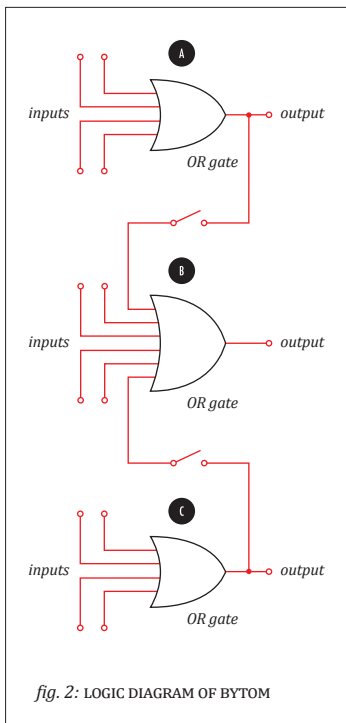 A
inputs
output
OR gate
B
inputs
output
OR gate
C
inputs
output
OR gate
fig. 2: LOGIC DIAGRAM OF BYTOM